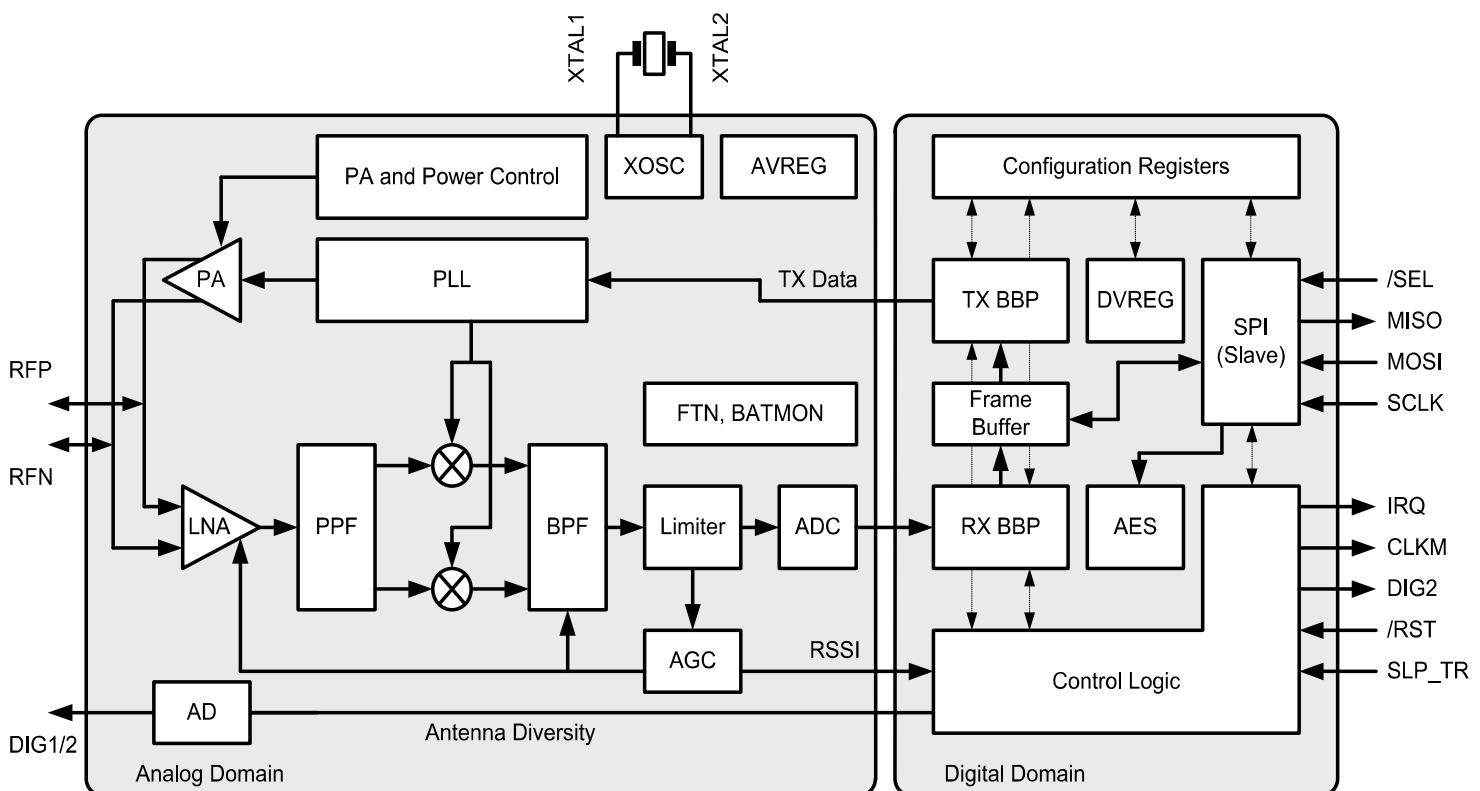 XTAL1
XTAL2
PA and Power Control
XOSC
AVREG
Configuration Registers
PA
PLL
TX Data
TX BBP
DVREG
SPI
(Slave)
/SEL
MISO
MOSI
SCLK
RFP
RFN
FTN, BATMON
Frame
Buffer
LNA
PPF
BPF
Limiter
ADC
RX BBP
AES
IRQ
CLKM
DIG2
/RST
SLP_TR
AGC
RSSI
Control Logic
AD
DIG1/2
Antenna Diversity
Analog Domain
Digital Domain